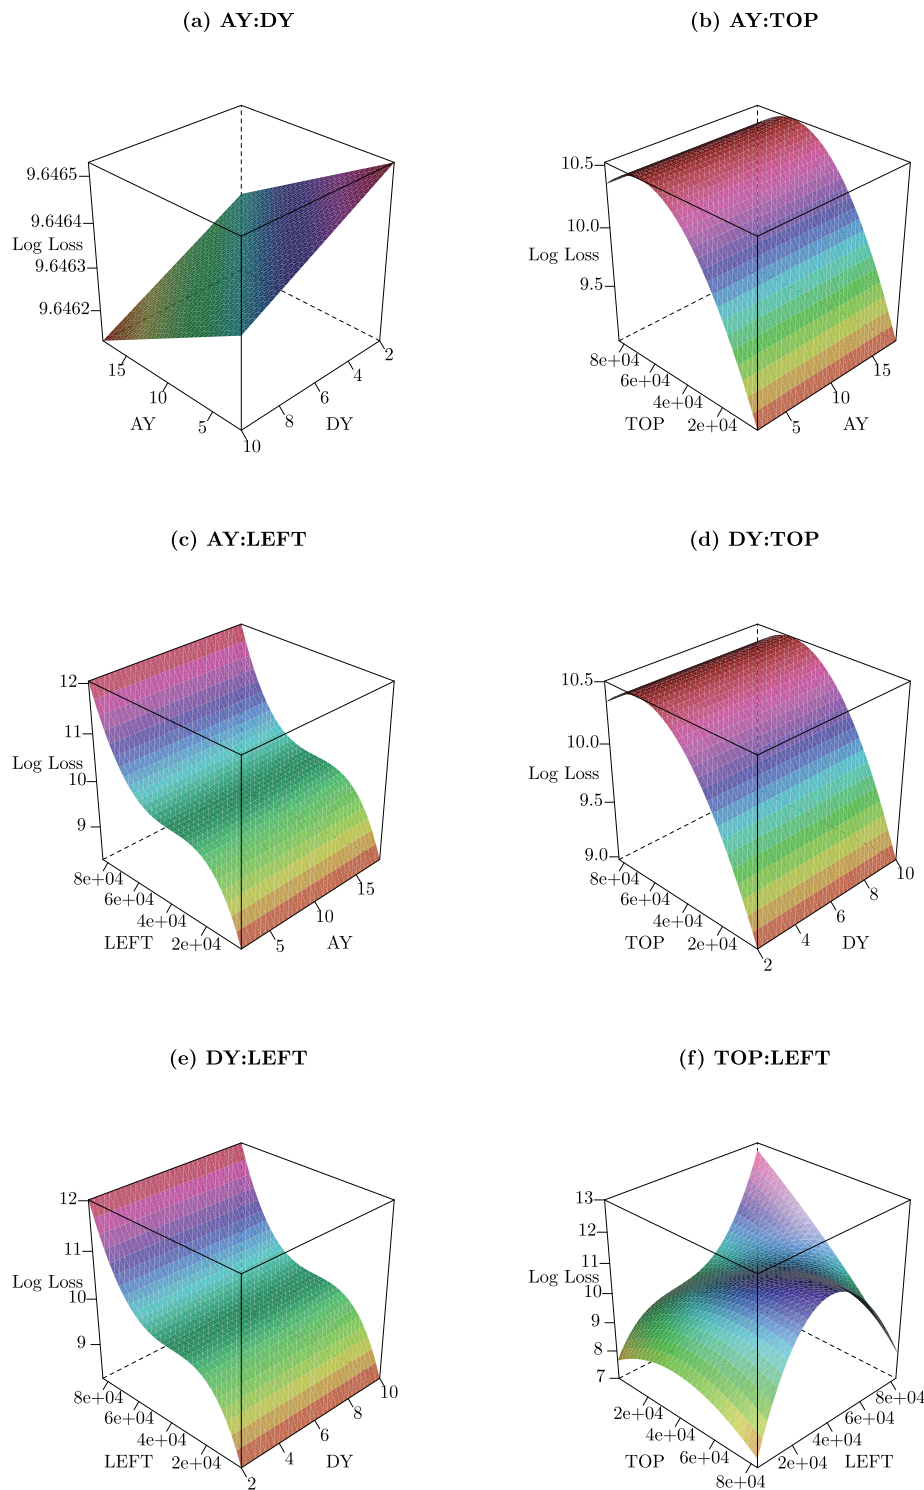 (a) AY:DY
(b) AY:TOP
9.6465
9.6464
Log Loss
9.6463
9.6462
15
10
5
AY
10
8
6
4
2
DY
10.5
10.0
Log Loss
9.5
8e+04
6e+04
4e+04
2e+04
TOP
5
10
15
AY
(c) AY:LEFT
(d) DY:TOP
12
11
Log Loss
10
9
8e+04
6e+04
4e+04
2e+04
LEFT
5
10
15
AY
10.5
10.0
Log Loss
9.5
9.0
8e+04
6e+04
4e+04
2e+04
TOP
2
4
6
8
10
DY
(e) DY:LEFT
(f) TOP:LEFT
12
11
Log Loss
10
9
8e+04
6e+04
4e+04
2e+04
LEFT
2
4
6
8
10
DY
13
12
11
Log Loss
10
9
8
7
2e+04
4e+04
6e+04
8e+04
TOP
2e+04
4e+04
6e+04
8e+04
LEFT